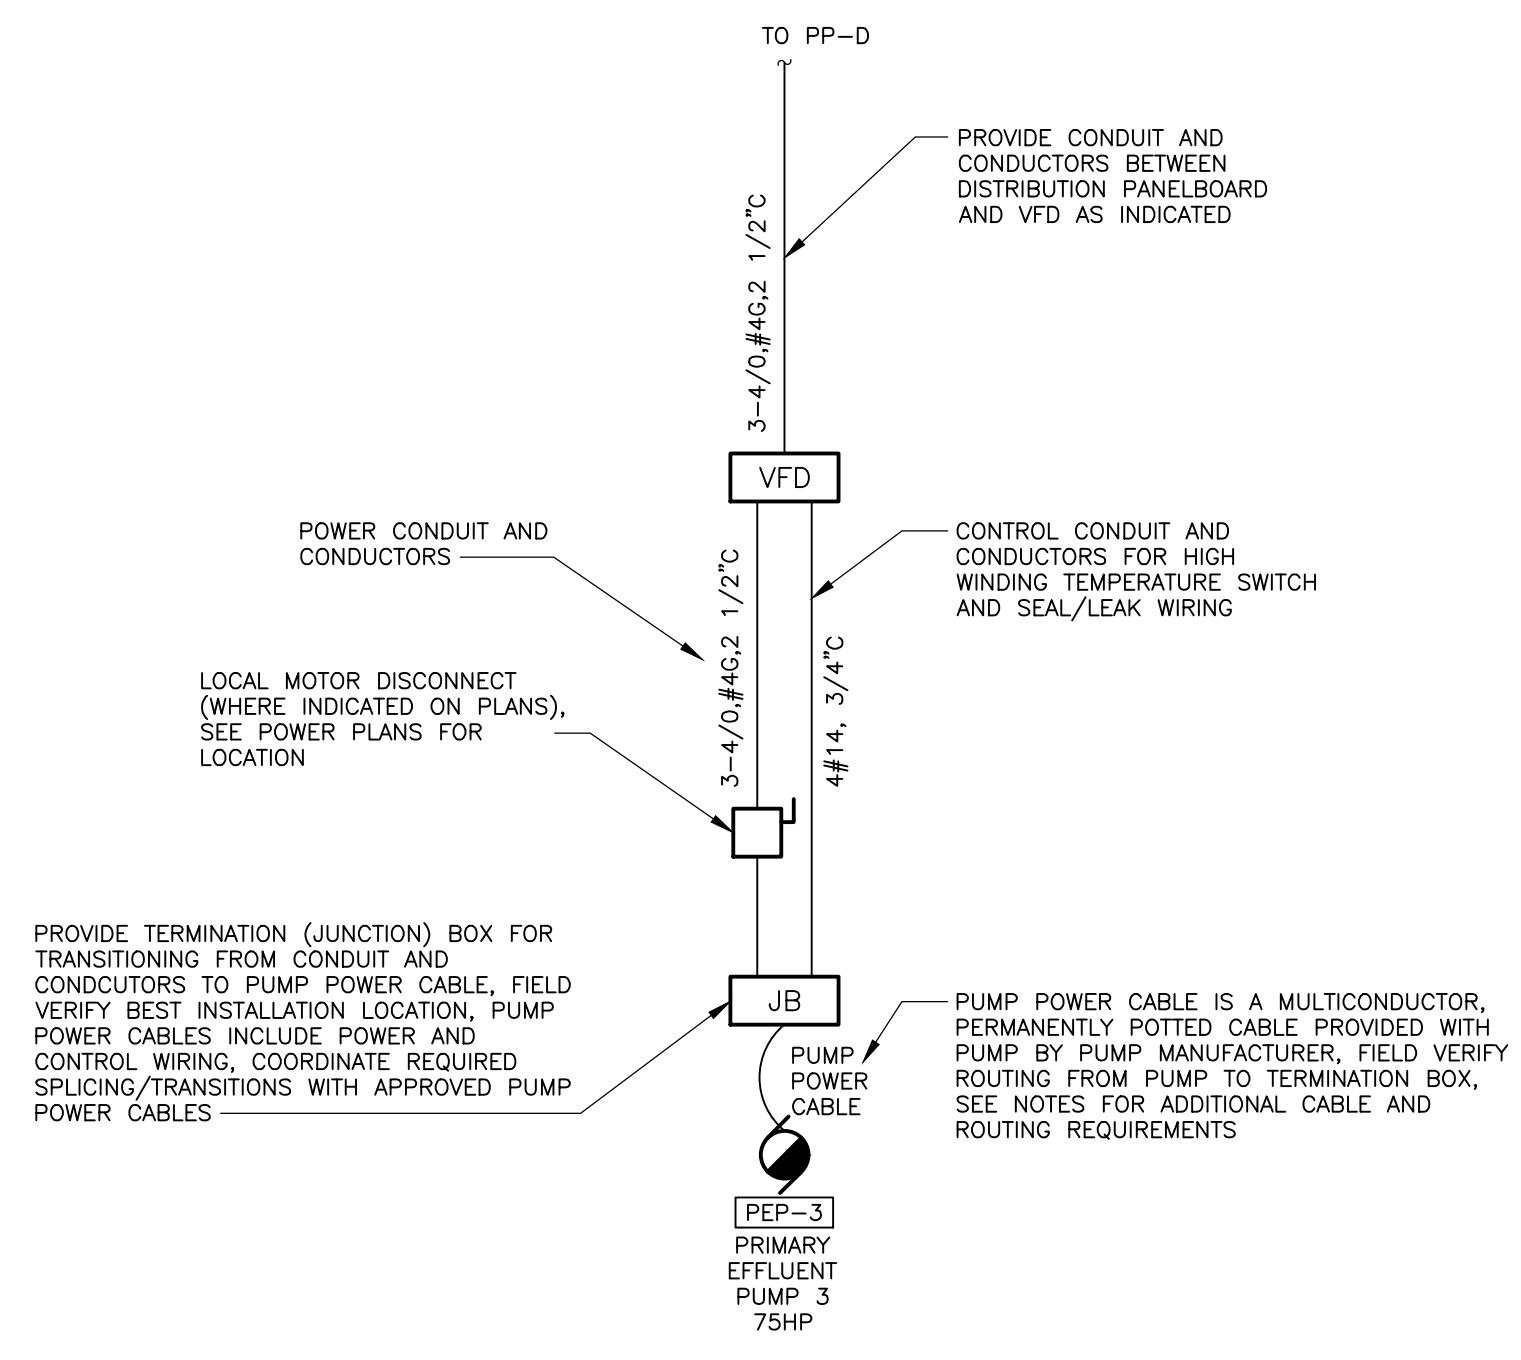 TO PP-D
PROVIDE CONDUIT AND
CONDUCTORS BETWEEN
DISTRIBUTION PANELBOARD
AND VFD AS INDICATED
3-4/0,#4G,2 1/2"C
VFD
POWER CONDUIT AND
CONDUCTORS
CONTROL CONDUIT AND
CONDUCTORS FOR HIGH
WINDING TEMPERATURE SWITCH
AND SEAL/LEAK WIRING
3-4/0,#4G,2 1/2"C
4#14, 3/4"C
LOCAL MOTOR DISCONNECT
(WHERE INDICATED ON PLANS),
SEE POWER PLANS FOR
LOCATION
PROVIDE TERMINATION (JUNCTION) BOX FOR
TRANSITIONING FROM CONDUIT AND
CONDCUTORS TO PUMP POWER CABLE, FIELD
VERIFY BEST INSTALLATION LOCATION, PUMP
POWER CABLES INCLUDE POWER AND
CONTROL WIRING, COORDINATE REQUIRED
SPLICING/TRANSITIONS WITH APPROVED PUMP
POWER CABLES
JB
PUMP POWER CABLE IS A MULTICONDUCTOR,
PERMANENTLY POTTED CABLE PROVIDED WITH
PUMP BY PUMP MANUFACTURER, FIELD VERIFY
ROUTING FROM PUMP TO TERMINATION BOX,
SEE NOTES FOR ADDITIONAL CABLE AND
ROUTING REQUIREMENTS
PUMP
POWER
CABLE
PEP-3
PRIMARY
EFFLUENT
PUMP 3
75HP